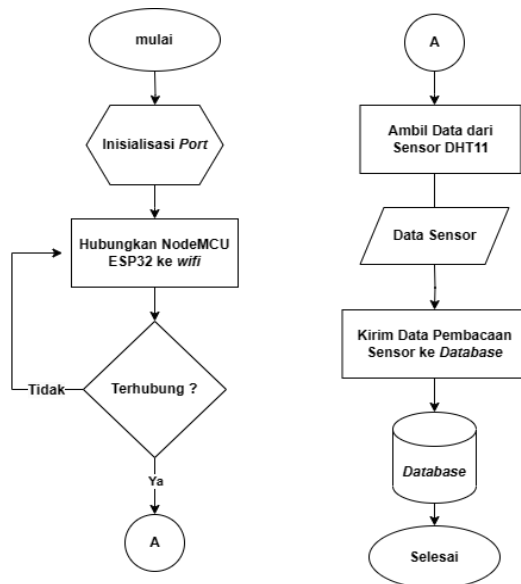 mulai
Inisialisasi Port
Hubungkan NodeMCU
ESP32 ke wifi
Terhubung ?
Tidak
Ya
A
A
Ambil Data dari
Sensor DHT11
Data Sensor
Kirim Data Pembacaan
Sensor ke Database
Database
Selesai